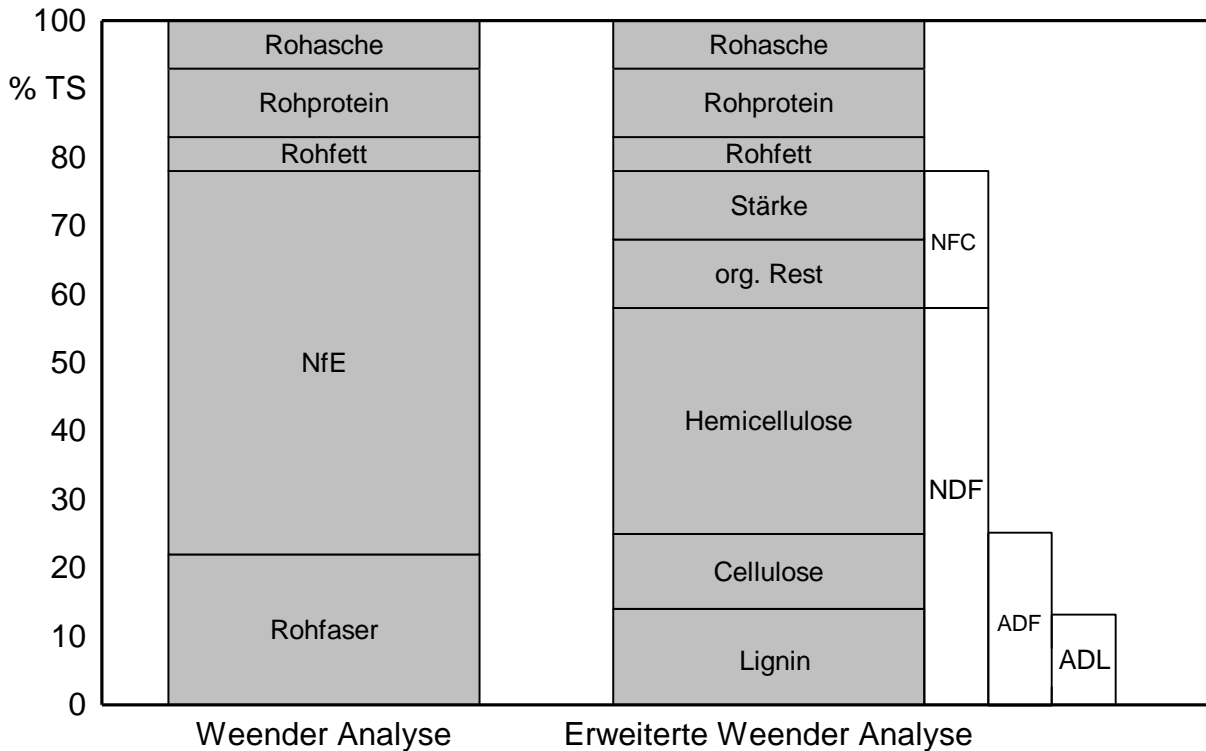 100
% TS
80
70
60
50
40
30
20
10
0
Rohasche
Rohprotein
Rohfett
NfE
Rohfaser
Rohasche
Rohprotein
Rohfett
Stärke
org. Rest
Hemicellulose
Cellulose
Lignin
NFC
NDF
ADF
ADL
Weender Analyse
Erweiterte Weender Analyse